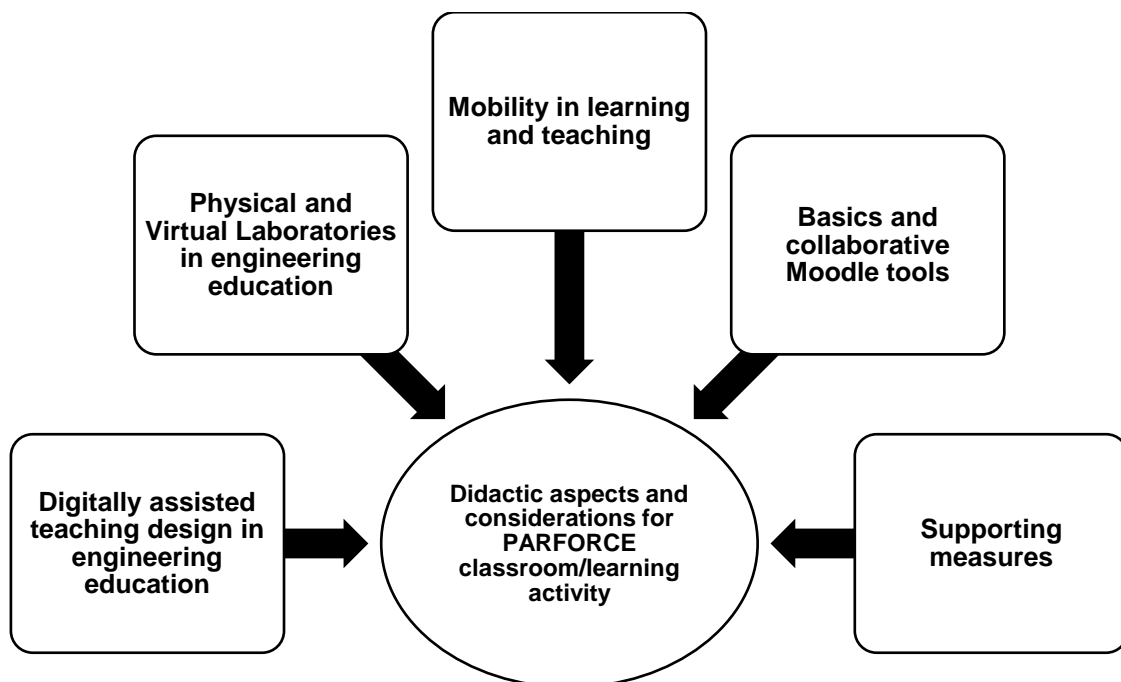 Mobility in learning
and teaching
Physical and
Virtual Laboratories
in engineering
education
Basics and
collaborative
Moodle tools
Digitally assisted
teaching design in
engineering
education
Didactic aspects and
considerations for
PARFORCE
classroom/learning
activity
Supporting
measures